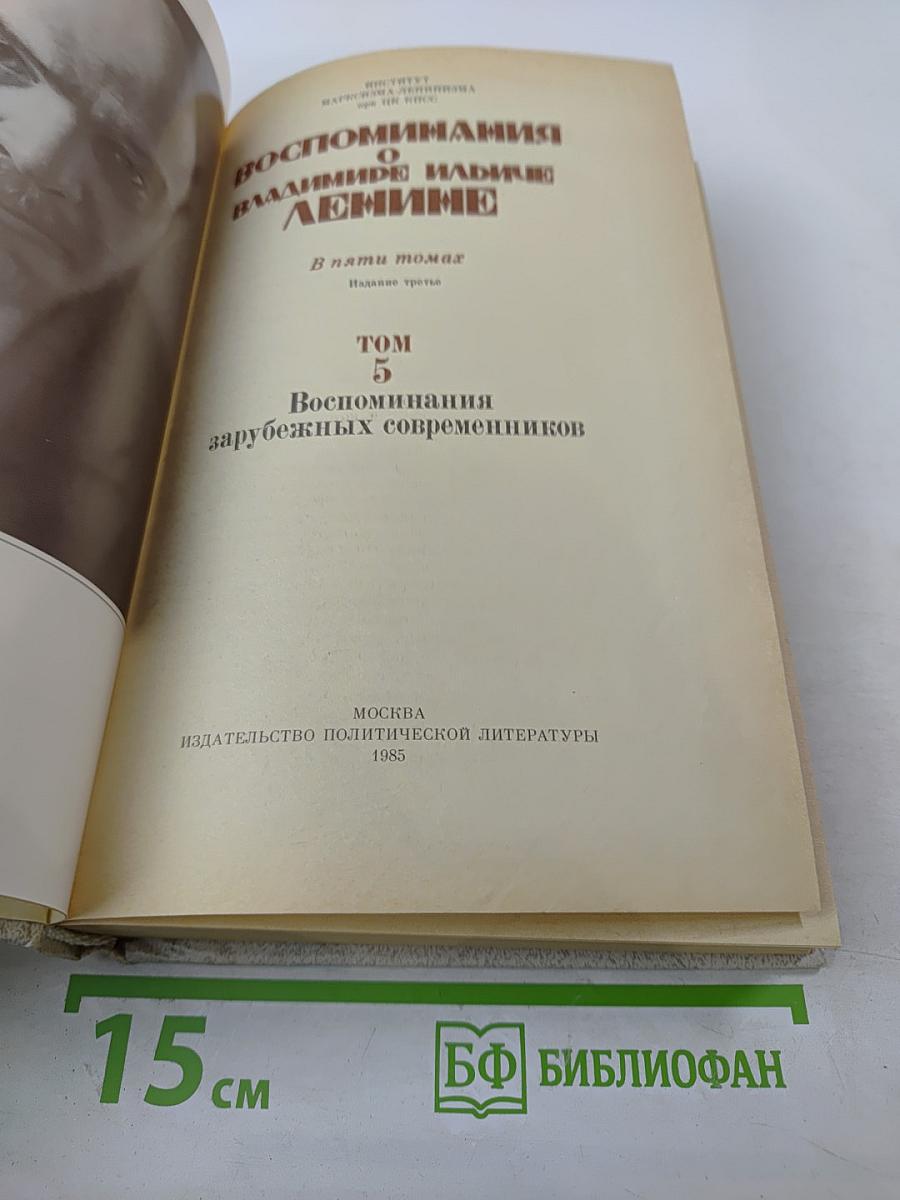 ИНСТИТУТ
МАРКСИЗМА-ЛЕНИНИЗМА
при ЦК КПСС
ВОСПОМИНАНИЯ
О
ВЛАДИМИРЕ ИЛЬИЧЕ
ЛЕНИНЕ
В пяти томах
Издание третье
ТОМ
5
Воспоминания
зарубежных современников
МОСКВА
ИЗДАТЕЛЬСТВО ПОЛИТИЧЕСКОЙ ЛИТЕРАТУРЫ
1985
15 см
БФ БИБЛИОФАН